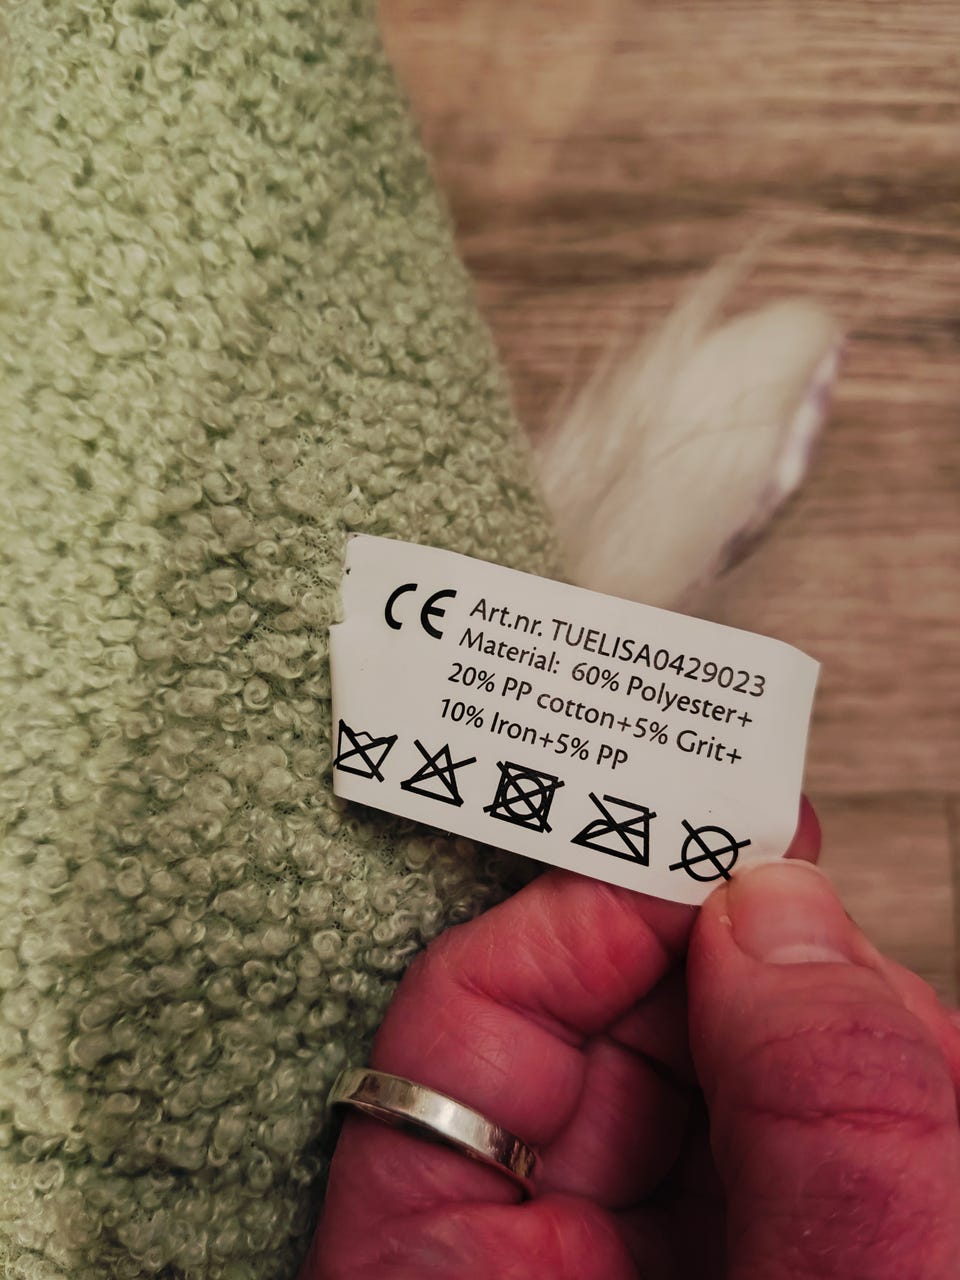 CE Art.nr. TUELISA0429023
Material: 60% Polyester+
20% PP cotton+5% Grit+
10% Iron+5% PP